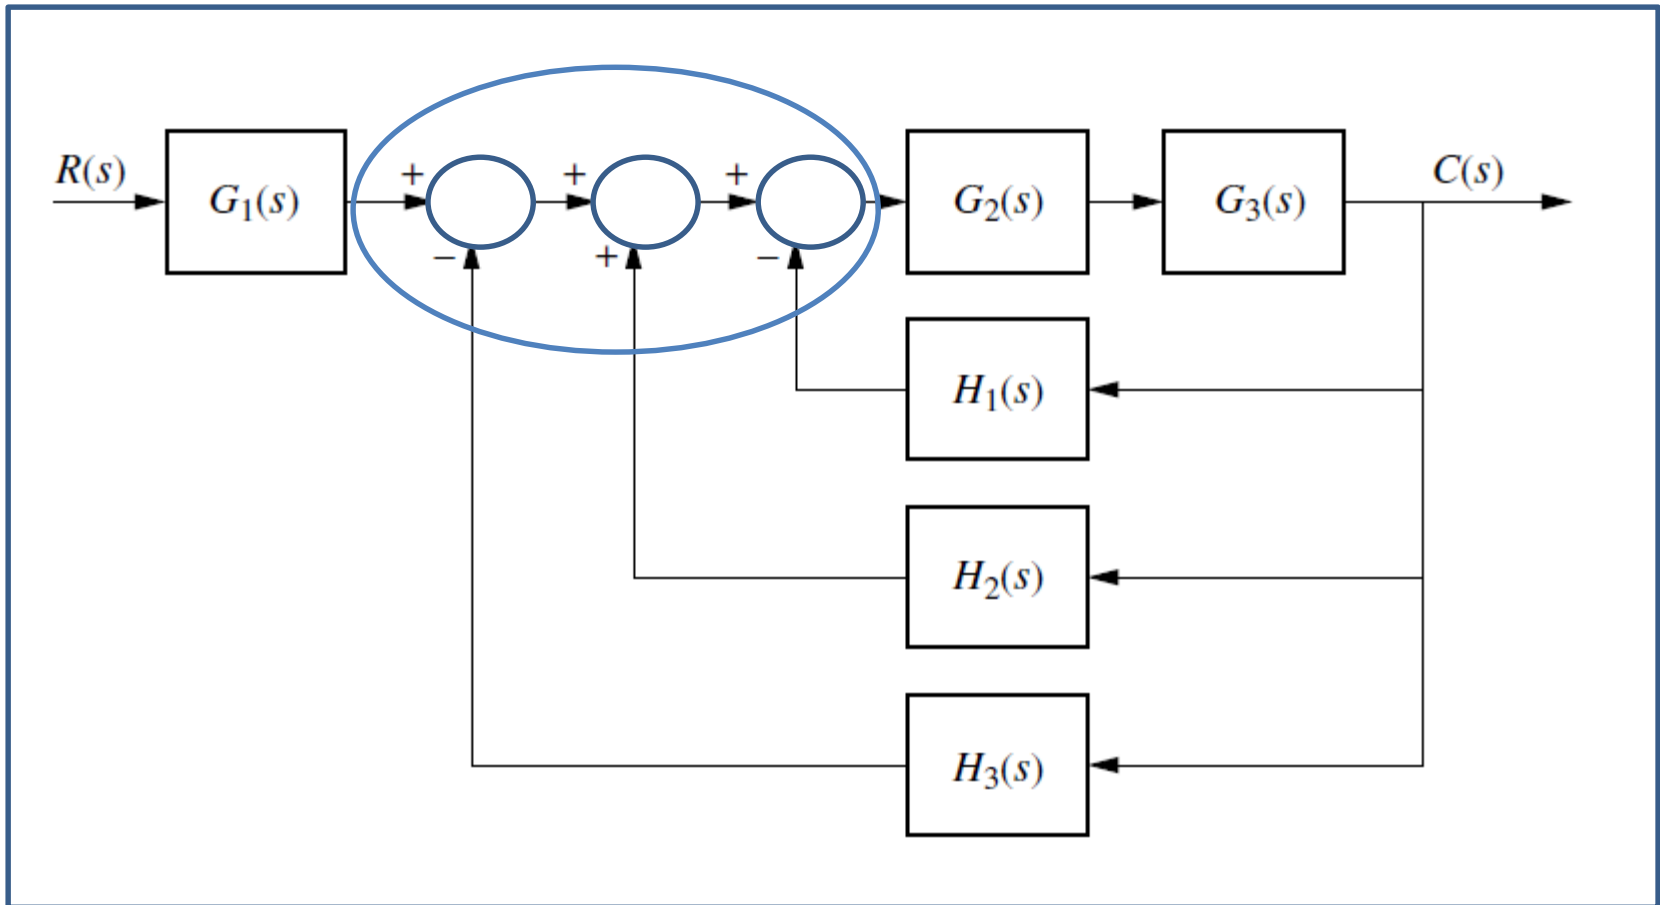 R(s)
G₁(s)
+
+
+
G₂(s)
G₃(s)
C(s)
−
+
−
H₁(s)
H₂(s)
H₃(s)